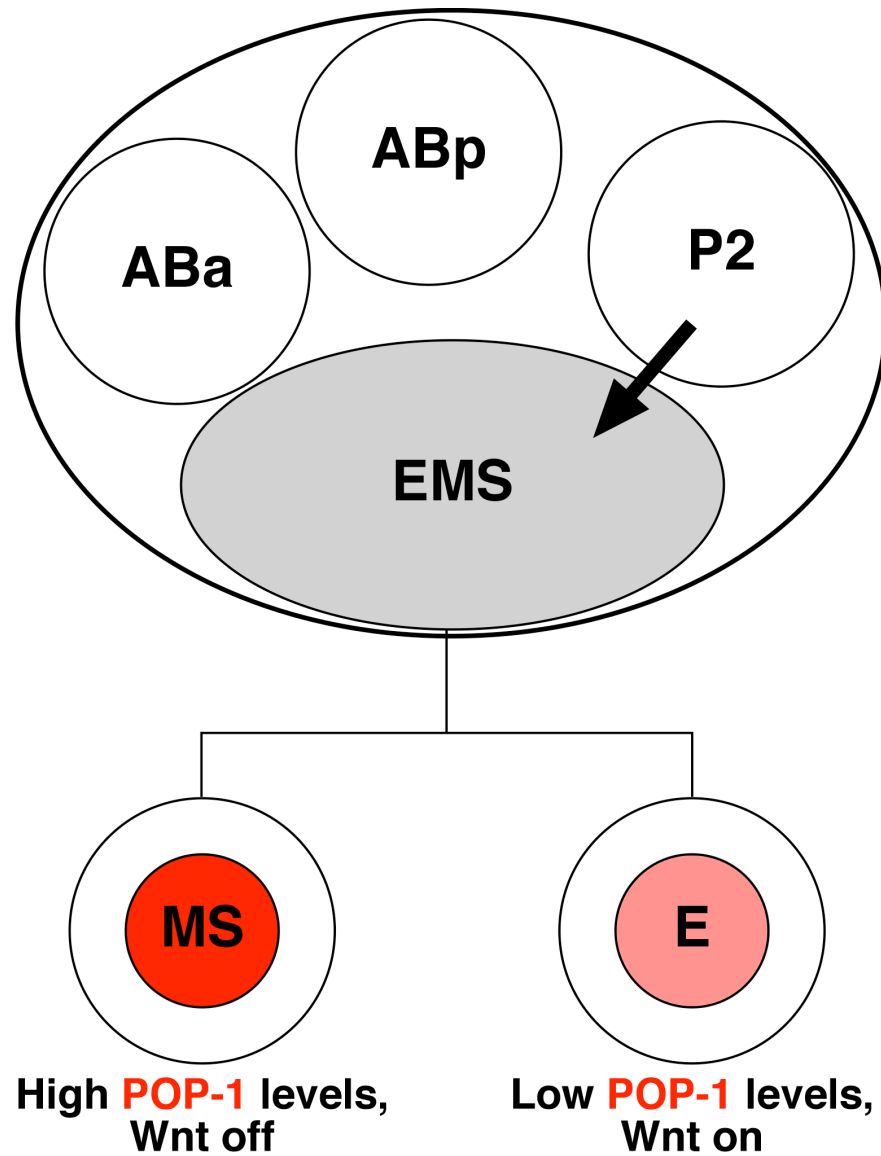 ABp
ABa
P2
EMS
MS
E
High POP-1 levels,
Wnt off
Low POP-1 levels,
Wnt on